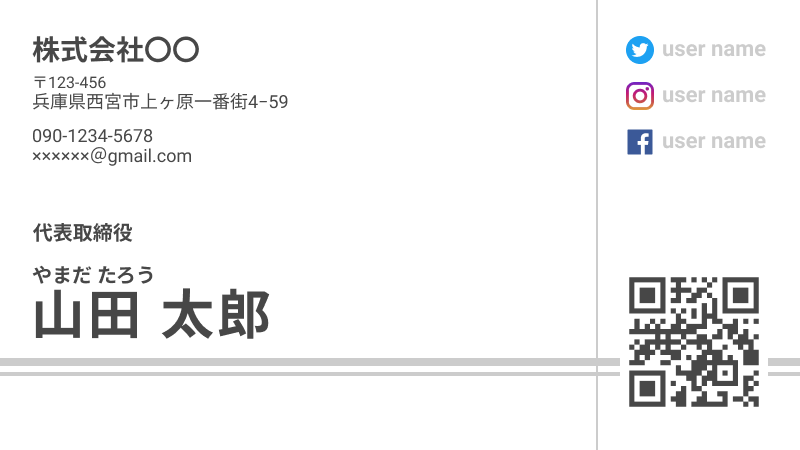 株式会社〇〇
〒123-456
兵庫県西宮市上ヶ原一番街4−59
090-1234-5678
××××××@gmail.com
代表取締役
やまだ たろう
山田 太郎
user name
user name
user name